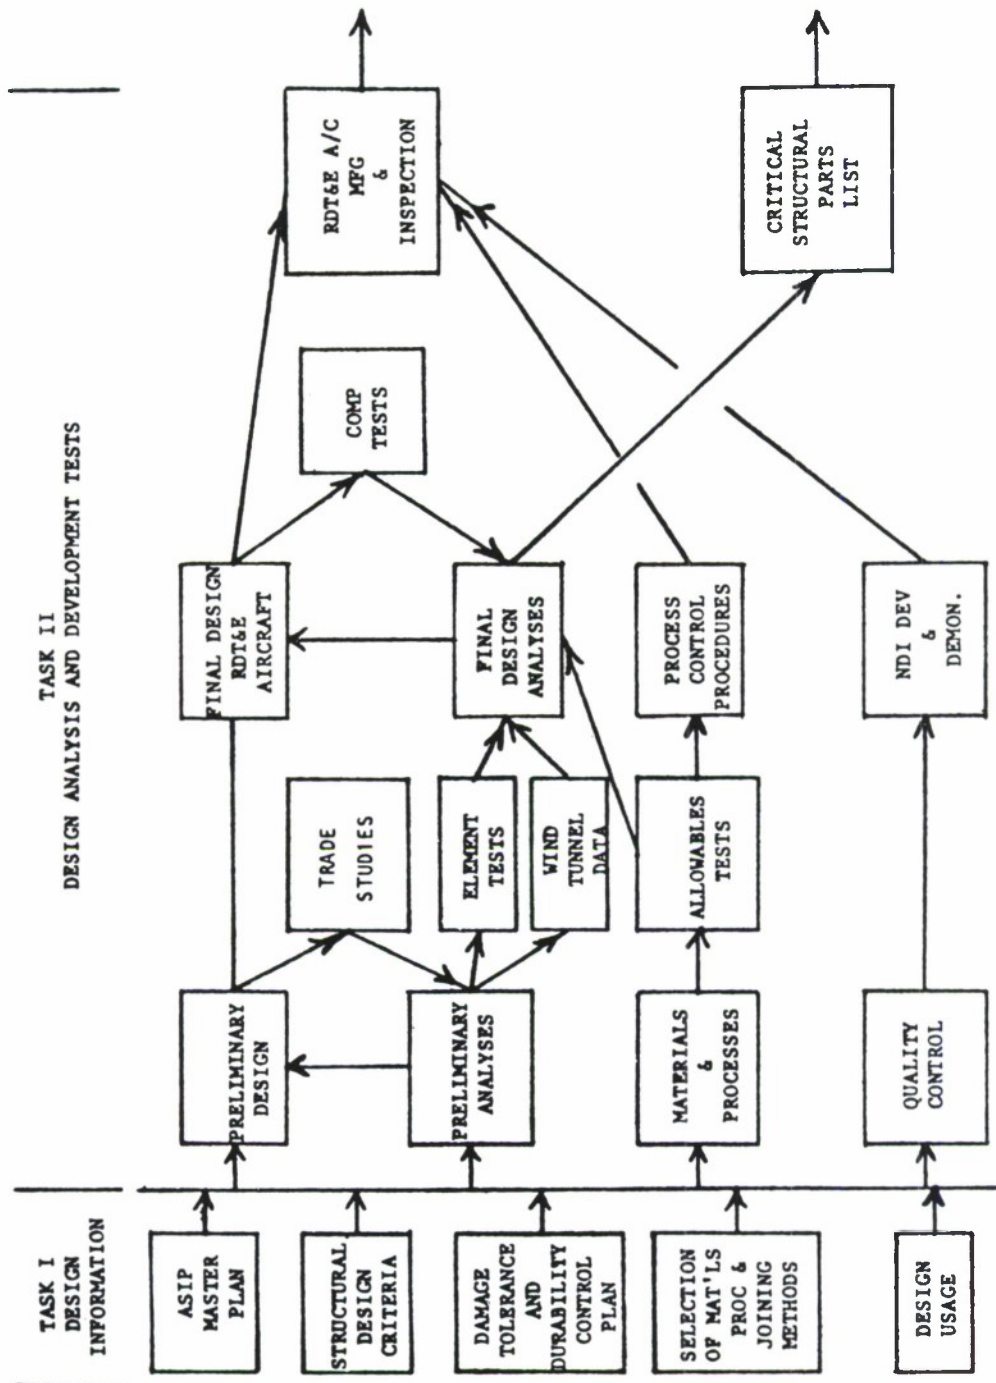 TASK I
DESIGN
INFORMATION
ASIP
MASTER
PLAN
STRUCTURAL
DESIGN
CRITERIA
DAMAGE
TOLERANCE
AND
DURABILITY
CONTROL
PLAN
SELECTION
OF MAT'LS
PROC &
JOINING
METHODS
DESIGN
USAGE
TASK II
DESIGN ANALYSIS AND DEVELOPMENT TESTS
PRELIMINARY
DESIGN
PRELIMINARY
ANALYSES
MATERIALS
&
PROCESSES
QUALITY
CONTROL
TRADE
STUDIES
ELEMENT
TESTS
WIND
TUNNEL
DATA
ALLOWABLES
TESTS
FINAL DESIGN
RDT&E
AIRCRAFT
FINAL
DESIGN
ANALYSES
PROCESS
CONTROL
PROCEDURES
NDI DEV
&
DEMON.
COMP
TESTS
RDT&E A/C
MFG
&
INSPECTION
CRITICAL
STRUCTURAL
PARTS
LIST